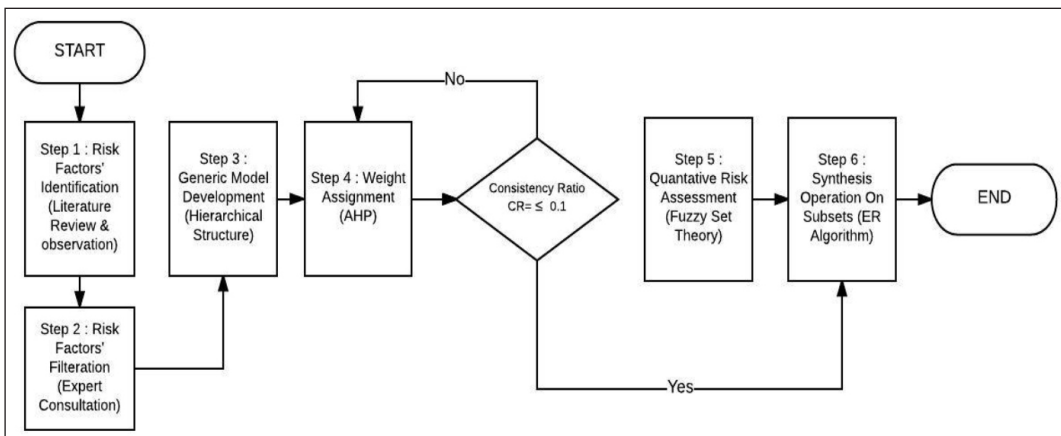 START
Step 1 : Risk
Factors'
Identification
(Literature
Review &
observation)
Step 2 : Risk
Factors'
Filteration
(Expert
Consultation)
Step 3 :
Generic Model
Development
(Hierarchical
Structure)
Step 4 : Weight
Assignment
(AHP)
No
Consistency Ratio
CR= ≤ 0.1
Yes
Step 5 :
Quantative Risk
Assessment
(Fuzzy Set
Theory)
Step 6 :
Synthesis
Operation On
Subsets (ER
Algorithm)
END